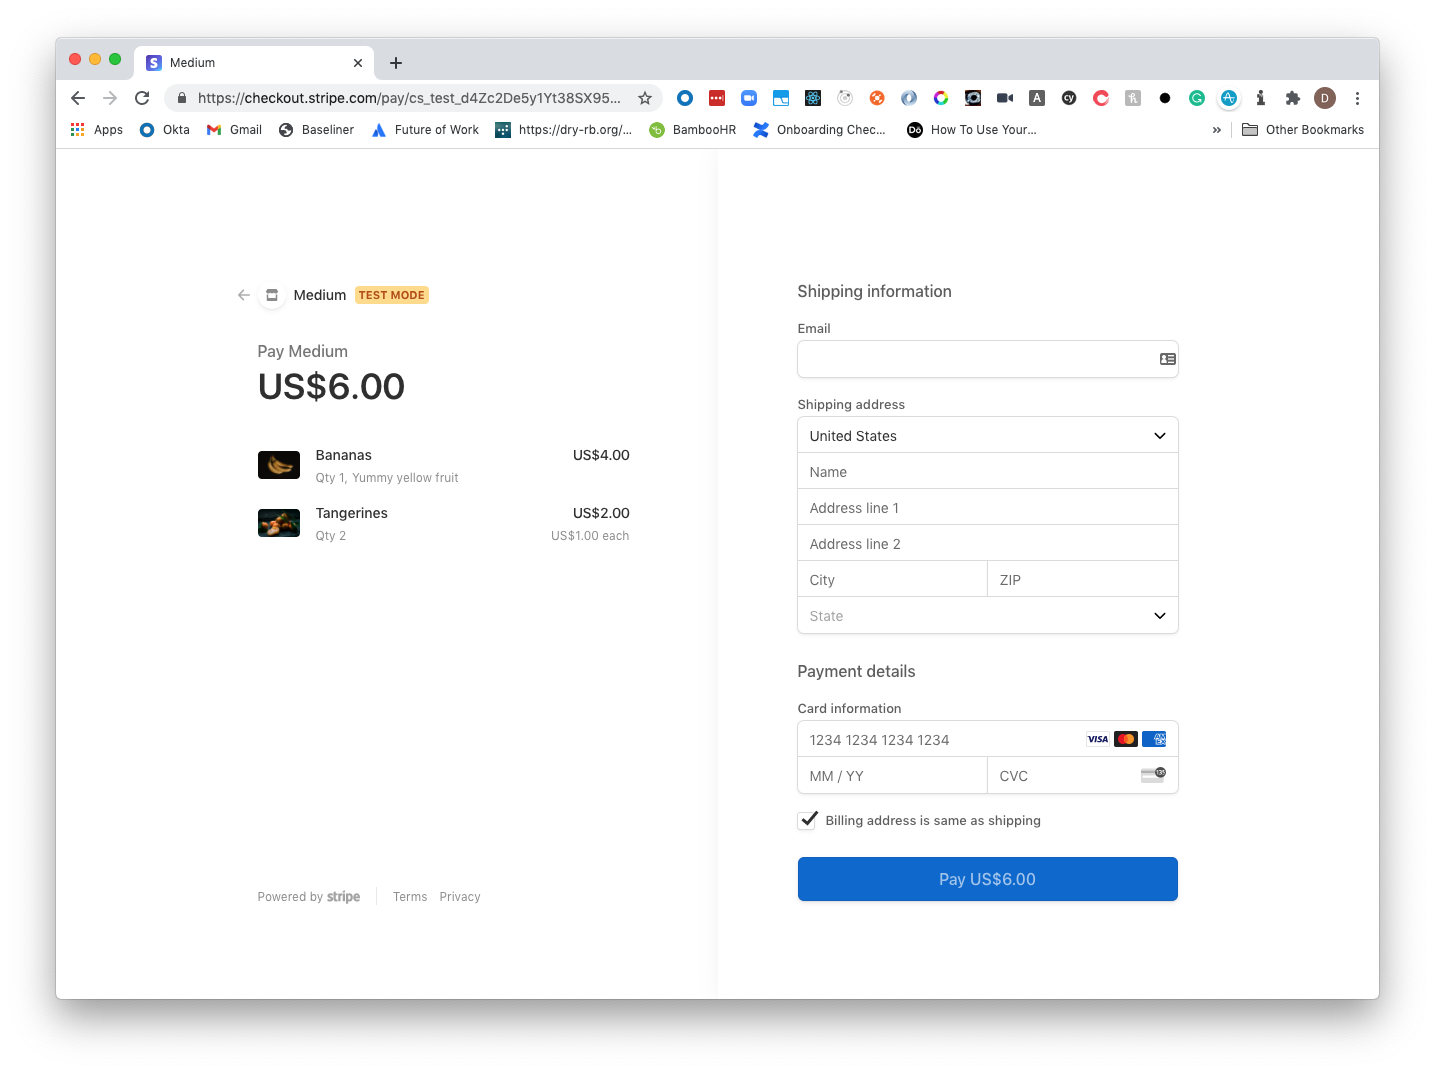 Medium
https://checkout.stripe.com/pay/cs_test_d4Zc2De5y1Yt38SX95...
Apps Okta Gmail Baseliner Future of Work https://dry-rb.org/... BambooHR Onboarding Chec... How To Use Your... » Other Bookmarks
Medium TEST MODE
Pay Medium
US$6.00
Bananas US$4.00
Qty 1, Yummy yellow fruit
Tangerines US$2.00
Qty 2 US$1.00 each
Powered by stripe Terms Privacy
Shipping information
Email
Shipping address
United States
Name
Address line 1
Address line 2
City ZIP
State
Payment details
Card information
1234 1234 1234 1234 VISA
MM / YY CVC
Billing address is same as shipping
Pay US$6.00